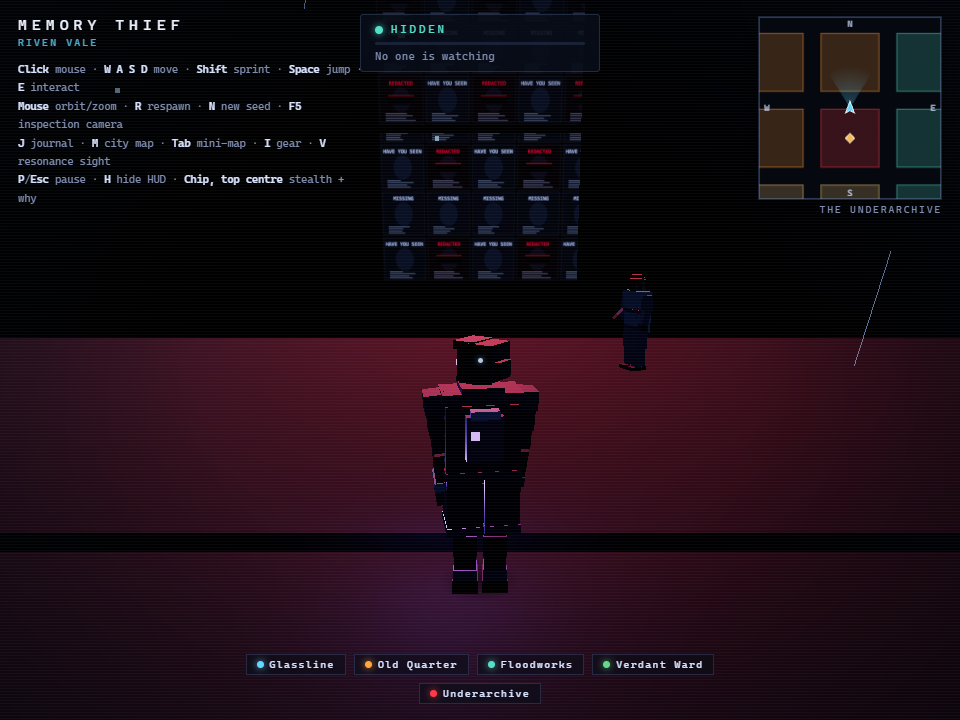 MEMORY THIEF
RIVEN VALE
Click mouse · W A S D move · Shift sprint · Space jump ·
E interact
Mouse orbit/zoom · R respawn · N new seed · F5
inspection camera
J journal · M city map · Tab mini-map · I gear · V
resonance sight
P/Esc pause · H hide HUD · Chip, top centre stealth +
why
HIDDEN
No one is watching
N
W
E
S
THE UNDERARCHIVE
REDACTED HAVE YOU SEEN REDACTED
HAVE YOU SEEN REDACTED HAVE YOU SEEN REDACTED HAVE
MISSING MISSING MISSING MISSING
HAVE YOU SEEN REDACTED HAVE YOU SEEN REDACTED HAVE
Glassline
Old Quarter
Floodworks
Verdant Ward
Underarchive